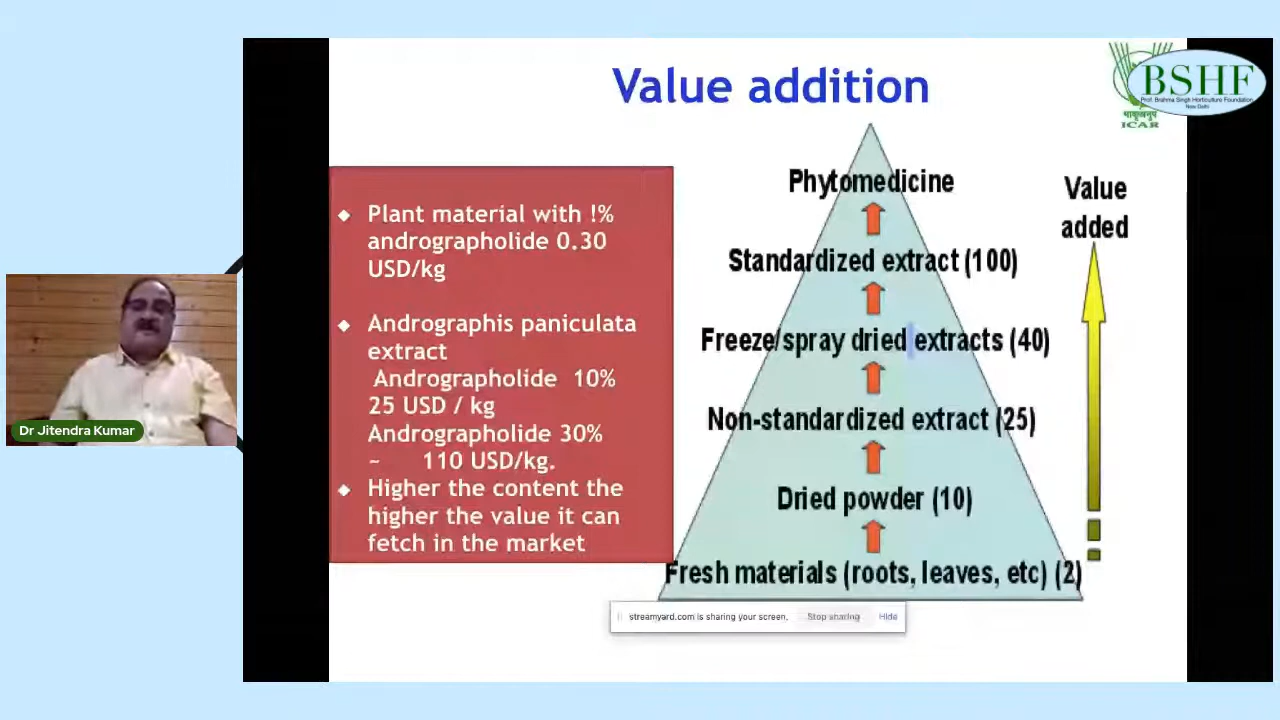 Value addition
BSHF
Prof. Brahma Singh Horticulture Foundation
New Delhi
ICAR
◆ Plant material with !%
andrographolide 0.30
USD/kg
◆ Andrographis paniculata
extract
Andrographolide 10%
25 USD / kg
Andrographolide 30%
~ 110 USD/kg.
◆ Higher the content the
higher the value it can
fetch in the market
Phytomedicine
Standardized extract (100)
Freeze/spray dried extracts (40)
Non-standardized extract (25)
Dried powder (10)
Fresh materials (roots, leaves, etc) (2)
Value
added
Dr Jitendra Kumar
streamyard.com is sharing your screen. Stop sharing Hide